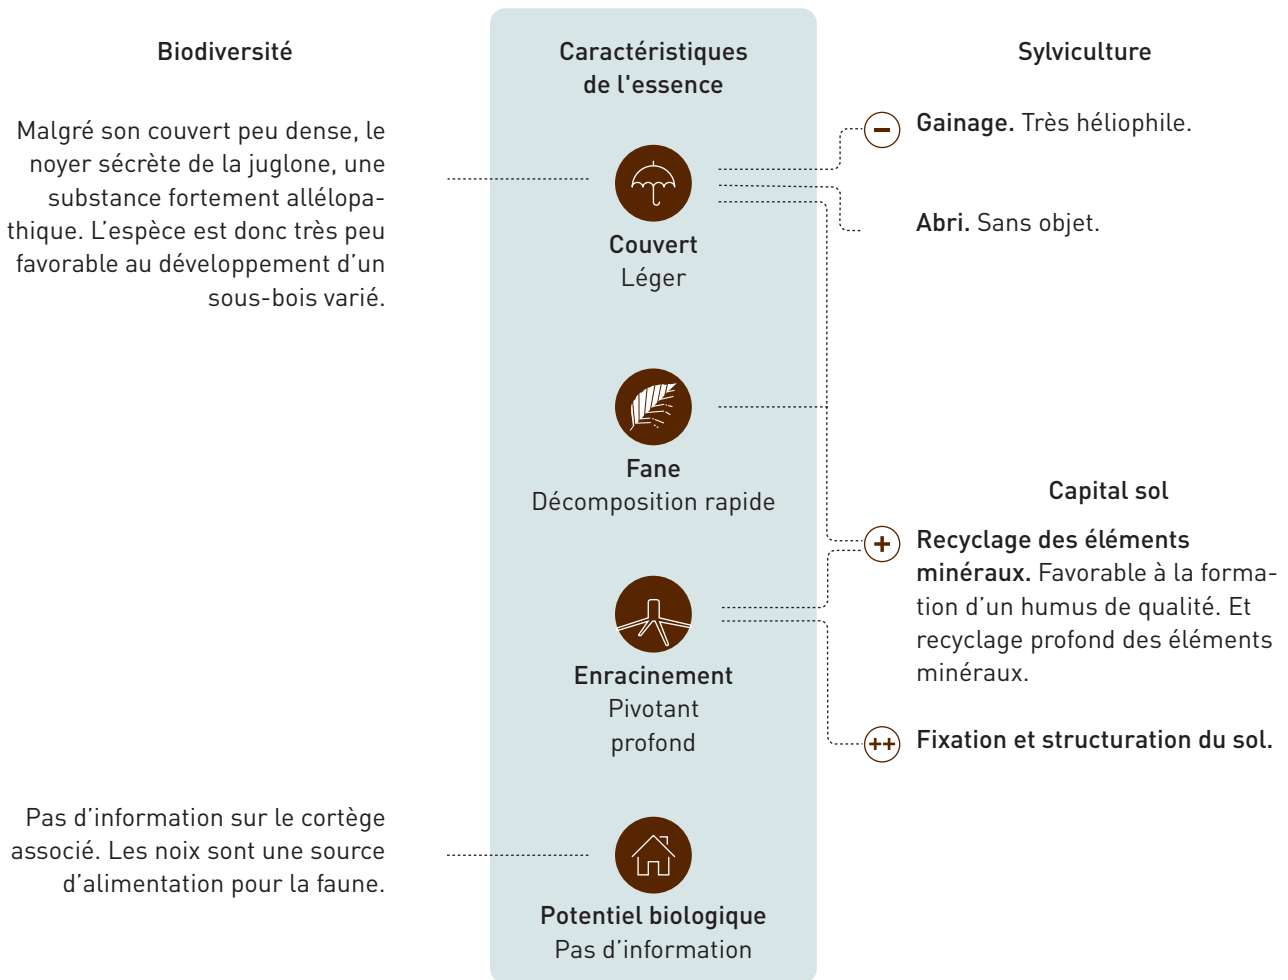 Biodiversité
Malgré son couvert peu dense, le
noyer sécrète de la juglone, une
substance fortement allélopa-
thique. L’espèce est donc très peu
favorable au développement d’un
sous-bois varié.
Pas d’information sur le cortège
associé. Les noix sont une source
d’alimentation pour la faune.
Caractéristiques
de l'essence
Couvert
Léger
Fane
Décomposition rapide
Enracinement
Pivotant
profond
Potentiel biologique
Pas d’information
Sylviculture
− Gainage. Très héliophile.
Abri. Sans objet.
Capital sol
+ Recyclage des éléments
minéraux. Favorable à la forma-
tion d’un humus de qualité. Et
recyclage profond des éléments
minéraux.
++ Fixation et structuration du sol.